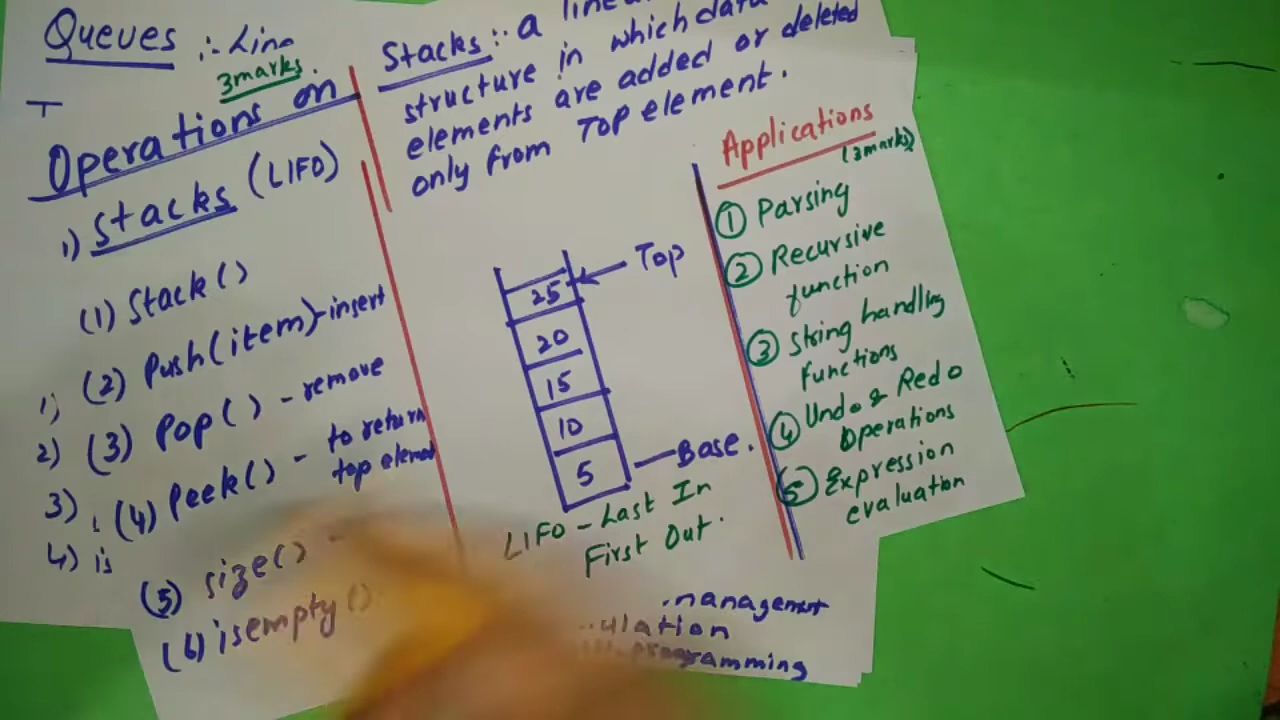 Queues :- Line
3marks.
T
Operations on
1) Stacks (LIFO)
(1) Stack ()
(2) Push(item)-insert
(3) Pop() - remove
(4) Peek() - to return
top element
(5) size() -
(6) isempty ()
1)
2)
3)
4) is
Stacks :- a
structure in which data
elements are added or deleted
only from Top element.
25
Top
20
15
10
5
Base.
LIFO - Last In
First Out.
management
programming
Applications
(3marks)
① Parsing
② Recursive
function
③ String handling
functions
④ Undo & Redo
Operations
⑤ Expression
evaluation